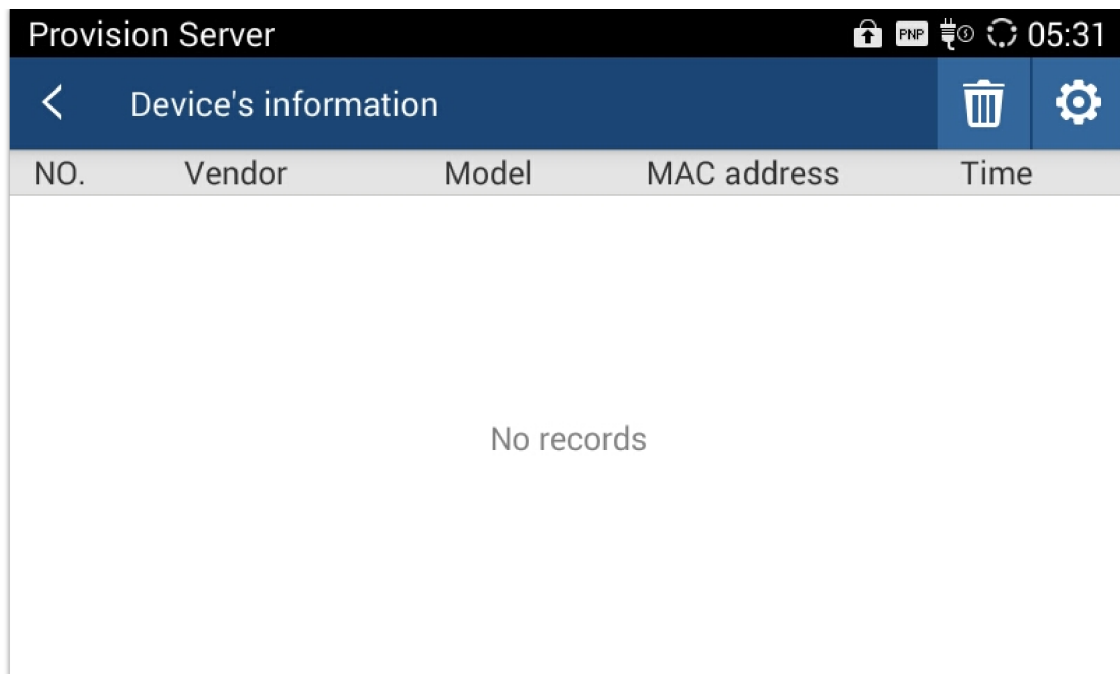 Provision Server PNP 05:31
Device's information
NO. Vendor Model MAC address Time
No records